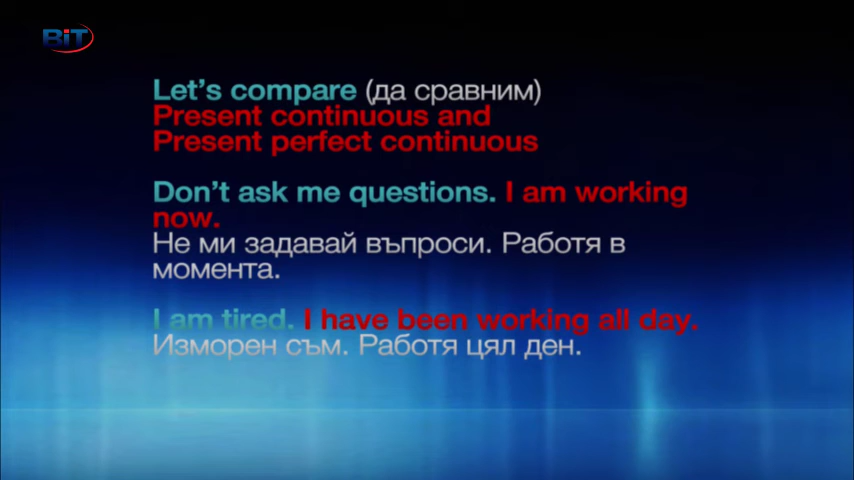 BiT
Let's compare (да сравним)
Present continuous and
Present perfect continuous
Don't ask me questions. I am working
now.
Не ми задавай въпроси. Работя в
момента.
I am tired. I have been working all day.
Изморен съм. Работя цял ден.